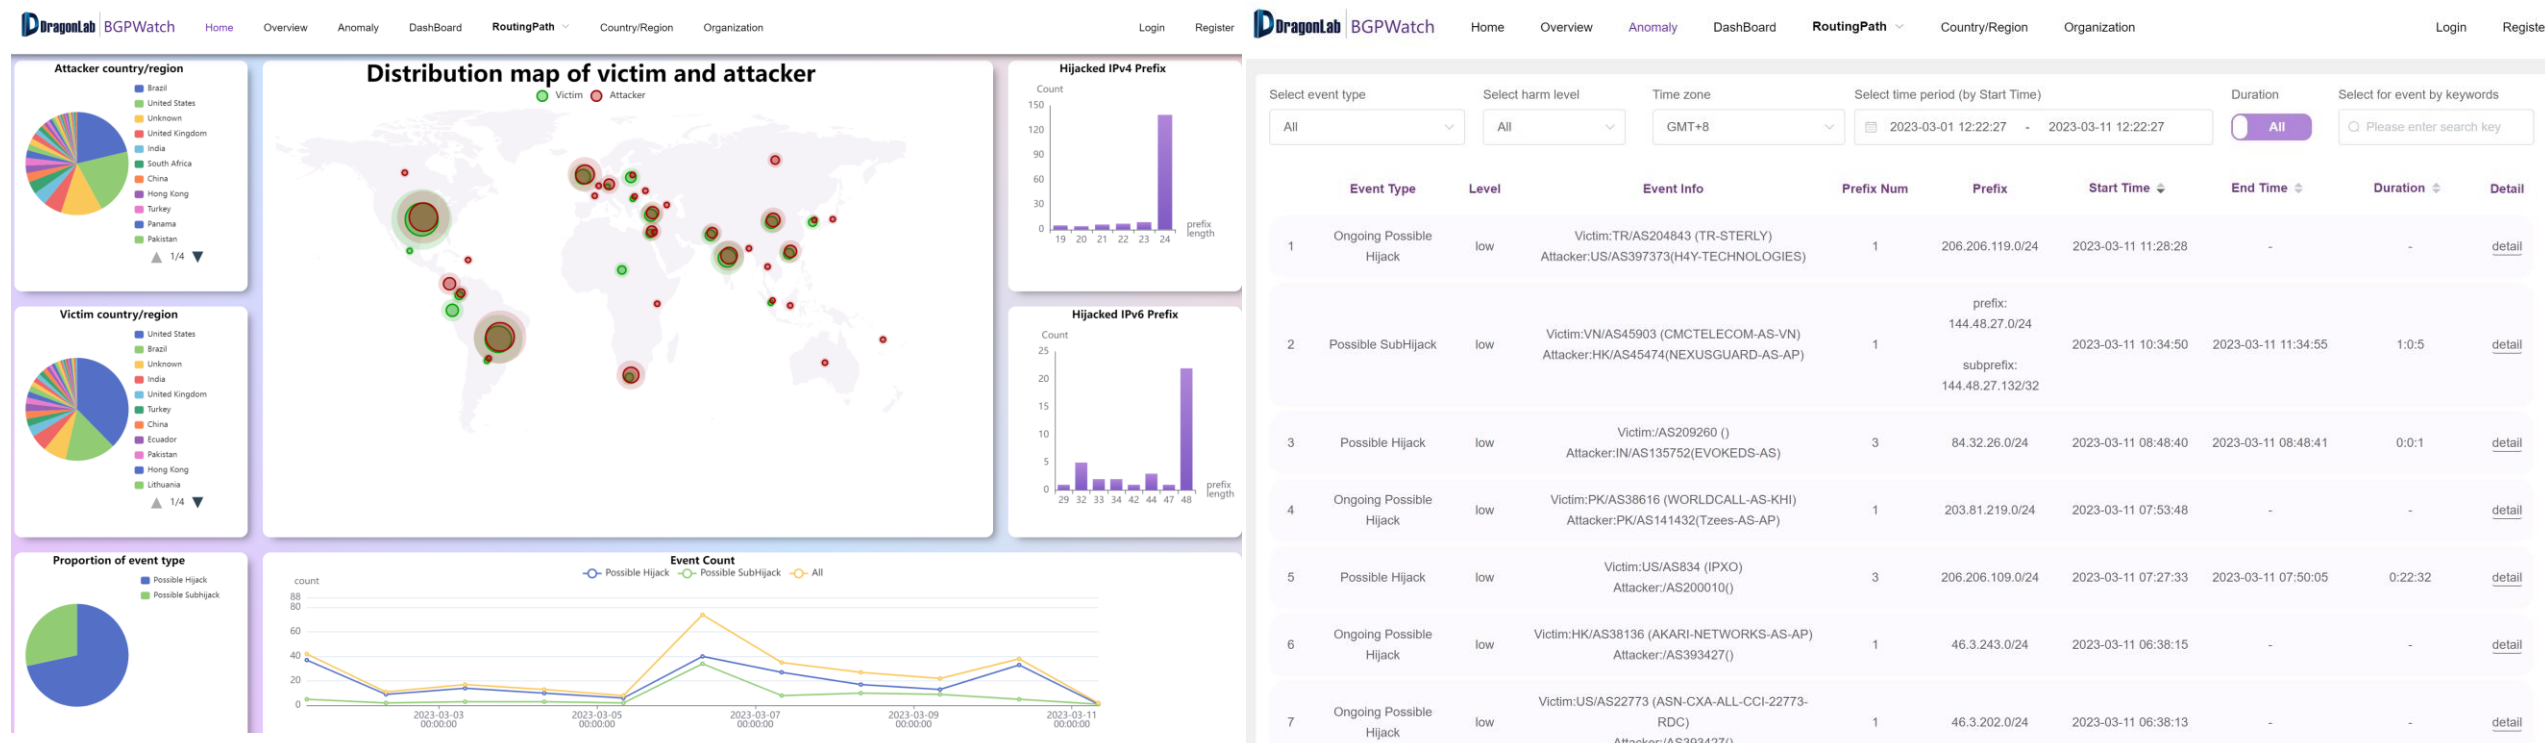 DRagonLab BGPWatch Home Overview Anomaly DashBoard RoutingPath Country/Region Organization Login Register
Attacker country/region
Brazil
United States
Unknown
United Kingdom
India
South Africa
China
Hong Kong
Turkey
Panama
Pakistan
1/4
Distribution map of victim and attacker
Victim Attacker
Hijacked IPv4 Prefix
Count
150
120
90
60
30
0
19 20 21 22 23 24
prefix
length
Victim country/region
United States
Brazil
Unknown
India
United Kingdom
Turkey
China
Ecuador
Pakistan
Hong Kong
Lithuania
1/4
Hijacked IPv6 Prefix
Count
25
20
15
10
5
0
29 32 33 34 42 44 47 48
prefix
length
Proportion of event type
Possible Hijack
Possible Subhijack
Event Count
Possible Hijack Possible SubHijack All
count
88
80
60
40
20
0
2023-03-03 2023-03-05 2023-03-07 2023-03-09 2023-03-11
00:00:00 00:00:00 00:00:00 00:00:00 00:00:00
DRagonLab BGPWatch Home Overview Anomaly DashBoard RoutingPath Country/Region Organization Login Registe
Select event type Select harm level Time zone Select time period (by Start Time) Duration Select for event by keywords
All All GMT+8 2023-03-01 12:22:27 - 2023-03-11 12:22:27 All Please enter search key
Event Type Level Event Info Prefix Num Prefix Start Time End Time Duration Detail
1 Ongoing Possible Hijack low Victim:TR/AS204843 (TR-STERLY)
Attacker:US/AS397373(H4Y-TECHNOLOGIES) 1 206.206.119.0/24 2023-03-11 11:28:28 - - detail
2 Possible SubHijack low Victim:VN/AS45903 (CMCTELECOM-AS-VN)
Attacker:HK/AS45474(NEXUSGUARD-AS-AP) 1
prefix:
144.48.27.0/24
subprefix:
144.48.27.132/32
2023-03-11 10:34:50 2023-03-11 11:34:55 1:0:5 detail
3 Possible Hijack low Victim:/AS209260 ()
Attacker:IN/AS135752(EVOKEDS-AS) 3 84.32.26.0/24 2023-03-11 08:48:40 2023-03-11 08:48:41 0:0:1 detail
4 Ongoing Possible Hijack low Victim:PK/AS38616 (WORLDCALL-AS-KHI)
Attacker:PK/AS141432(Tzees-AS-AP) 1 203.81.219.0/24 2023-03-11 07:53:48 - - detail
5 Possible Hijack low Victim:US/AS834 (IPXO)
Attacker:/AS200010() 3 206.206.109.0/24 2023-03-11 07:27:33 2023-03-11 07:50:05 0:22:32 detail
6 Ongoing Possible Hijack low Victim:HK/AS38136 (AKARI-NETWORKS-AS-AP)
Attacker:/AS393427() 1 46.3.243.0/24 2023-03-11 06:38:15 - - detail
7 Ongoing Possible Hijack low Victim:US/AS22773 (ASN-CXA-ALL-CCI-22773-
RDC)
Attacker:/AS393427() 1 46.3.202.0/24 2023-03-11 06:38:13 - - detail